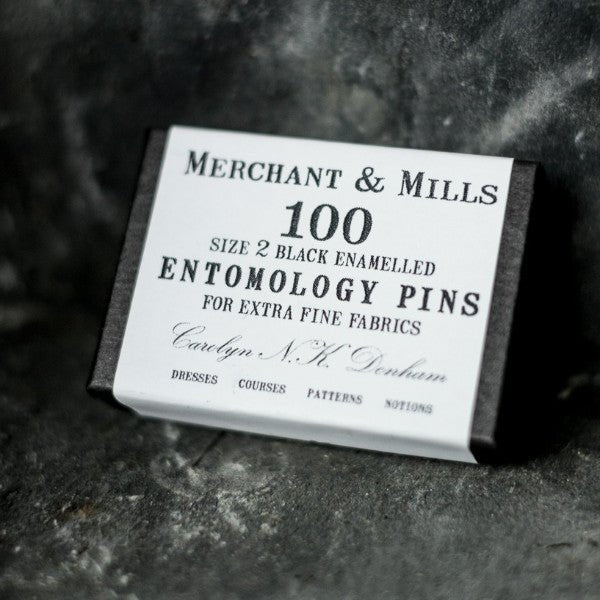 MERCHANT & MILLS
100
SIZE 2 BLACK ENAMELLED
ENTOMOLOGY PINS
FOR EXTRA FINE FABRICS
Carolyn N.K. Denham
DRESSES COURSES PATTERNS NOTIONS